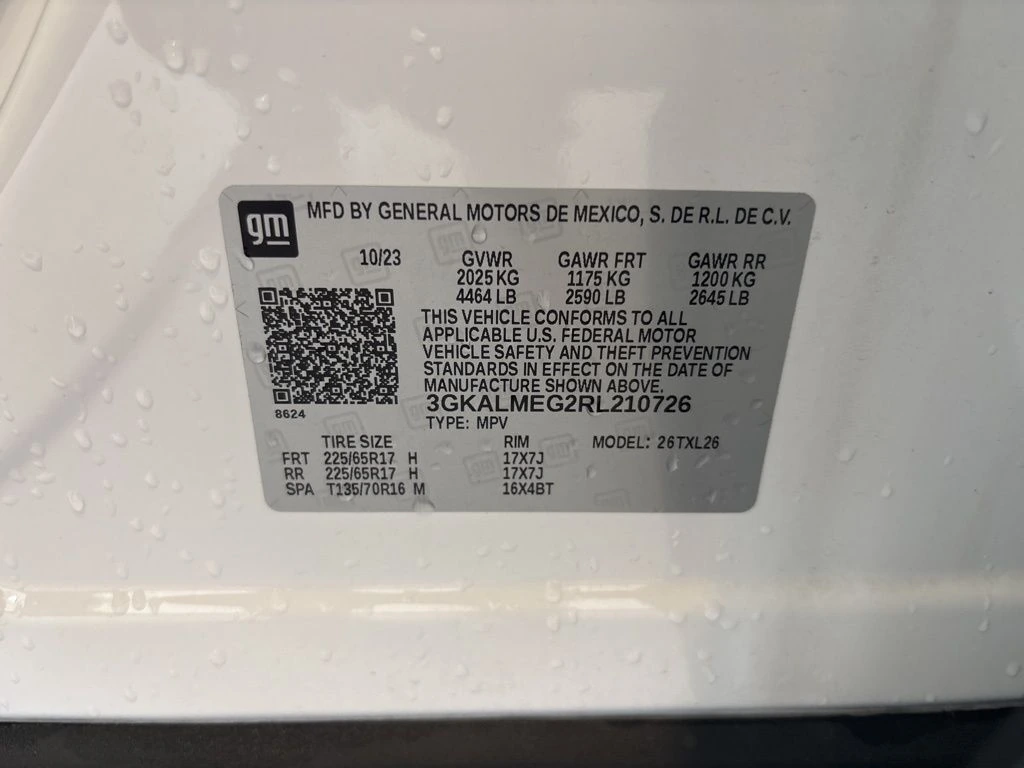 gm MFD BY GENERAL MOTORS DE MEXICO, S. DE R.L. DE C.V.
10/23 GVWR GAWR FRT GAWR RR
2025 KG 1175 KG 1200 KG
4464 LB 2590 LB 2645 LB
THIS VEHICLE CONFORMS TO ALL
APPLICABLE U.S. FEDERAL MOTOR
VEHICLE SAFETY AND THEFT PREVENTION
STANDARDS IN EFFECT ON THE DATE OF
MANUFACTURE SHOWN ABOVE.
3GKALMEG2RL210726
8624
TYPE: MPV
TIRE SIZE RIM MODEL: 26TXL26
FRT 225/65R17 H 17X7J
RR 225/65R17 H 17X7J
SPA T135/70R16 M 16X4BT